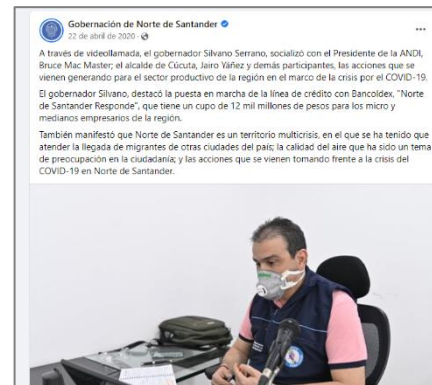 Gobernación de Norte de Santander
22 de abril de 2020 ·
A través de videollamada, el gobernador Silvano Serrano, socializó con el Presidente de la ANDI,
Bruce Mac Master; el alcalde de Cúcuta, Jairo Yáñez y demás participantes, las acciones que se
vienen generando para el sector productivo de la región en el marco de la crisis por el COVID-19.
El gobernador Silvano, destacó la puesta en marcha de la línea de crédito con Bancoldex, "Norte
de Santander Responde", que tiene un cupo de 12 mil millones de pesos para los micro y
medianos empresarios de la región.
También manifestó que Norte de Santander es un territorio multicrisis, en el que se ha tenido que
atender la llegada de migrantes de otras ciudades del país; la calidad del aire que ha sido un tema
de preocupación en la ciudadanía; y las acciones que se vienen tomando frente a la crisis del
COVID-19 en Norte de Santander.